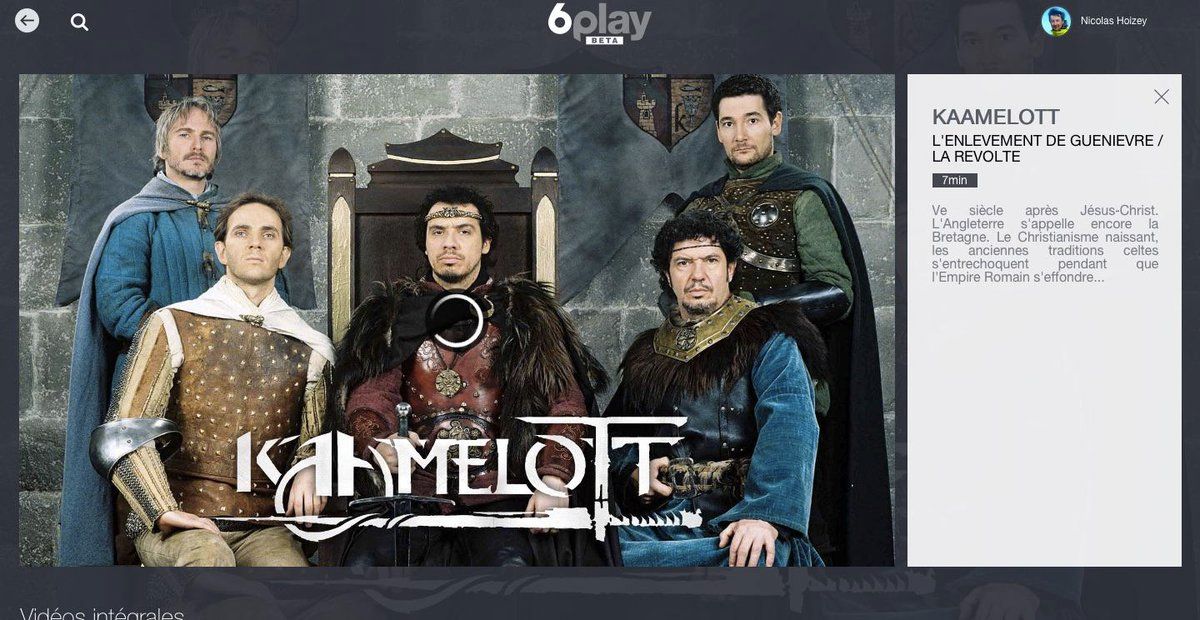 6play
BETA
Nicolas Hoizey
KAAMELOTT
KAAMELOTT
L'ENLEVEMENT DE GUENIEVRE /
LA REVOLTE
7min
Ve siècle après Jésus-Christ.
L'Angleterre s'appelle encore la
Bretagne. Le Christianisme naissant,
les anciennes traditions celtes
s'entrechoquent pendant que
l'Empire Romain s'effondre...
Vidéos intégrales